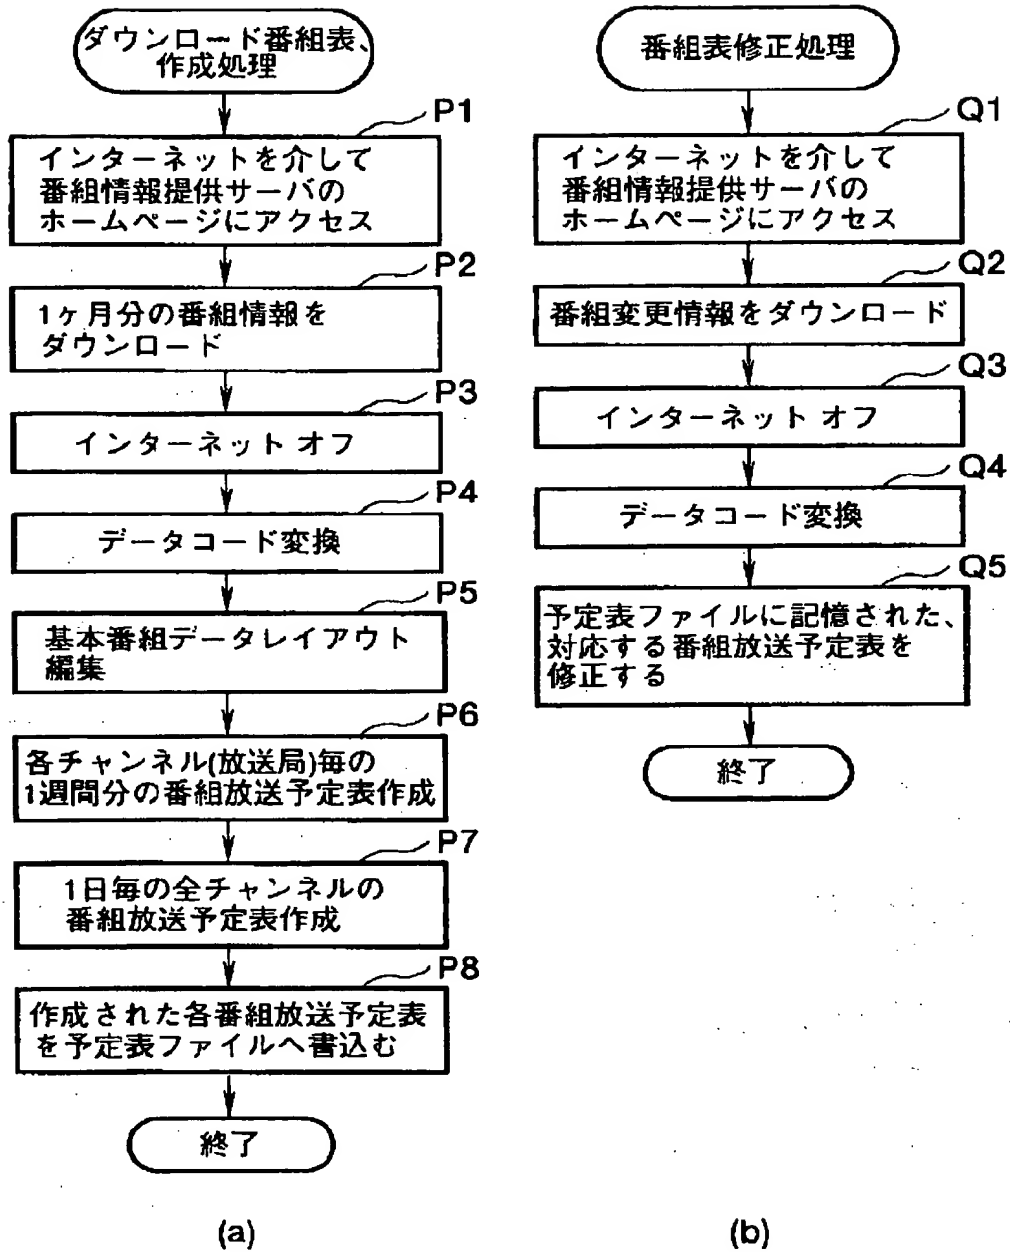 ダウンロード番組表、
作成処理
P1
インターネットを介して
番組情報提供サーバの
ホームページにアクセス
P2
1ヶ月分の番組情報を
ダウンロード
P3
インターネット オフ
P4
データコード変換
P5
基本番組データレイアウト
編集
P6
各チャンネル(放送局)毎の
1週間分の番組放送予定表作成
P7
1日毎の全チャンネルの
番組放送予定表作成
P8
作成された各番組放送予定表
を予定表ファイルへ書込む
終了
(a)
番組表修正処理
Q1
インターネットを介して
番組情報提供サーバの
ホームページにアクセス
Q2
番組変更情報をダウンロード
Q3
インターネット オフ
Q4
データコード変換
Q5
予定表ファイルに記憶された、
対応する番組放送予定表を
修正する
終了
(b)